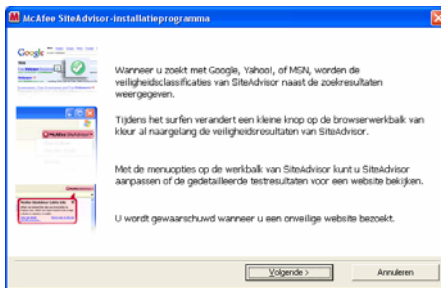 McAfee SiteAdvisor-installatieprogramma
Google
Wanneer u zoekt met Google, Yahoo!, of MSN, worden de
veiligheidsclassificaties van SiteAdvisor naast de zoekresultaten
weergegeven.
Tijdens het surfen verandert een kleine knop op de browserwerkbalk van
kleur al naargelang de veiligheidsresultaten van SiteAdvisor.
McAfee SiteAdvisor
Met de menuopties op de werkbalk van SiteAdvisor kunt u SiteAdvisor
aanpassen of de gedetailleerde testresultaten voor een website bekijken.
U wordt gewaarschuwd wanneer u een onveilige website bezoekt.
Volgende >
Annuleren